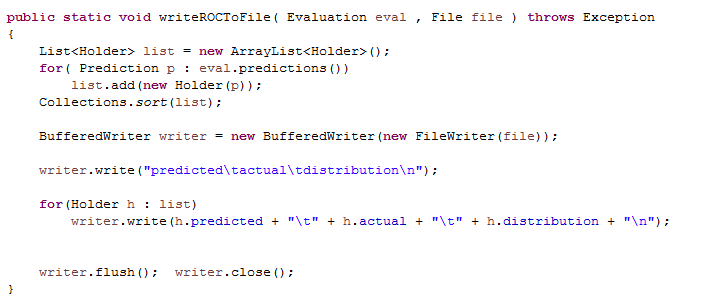 public static void writeROCToFile( Evaluation eval , File file ) throws Exception
{
    List<Holder> list = new ArrayList<Holder>();
    for( Prediction p : eval.predictions())
        list.add(new Holder(p));
    Collections.sort(list);

    BufferedWriter writer = new BufferedWriter(new FileWriter(file));

    writer.write("predicted\tactual\tdistribution\n");

    for(Holder h : list)
        writer.write(h.predicted + "\t" + h.actual + "\t" + h.distribution + "\n");


    writer.flush();  writer.close();
}